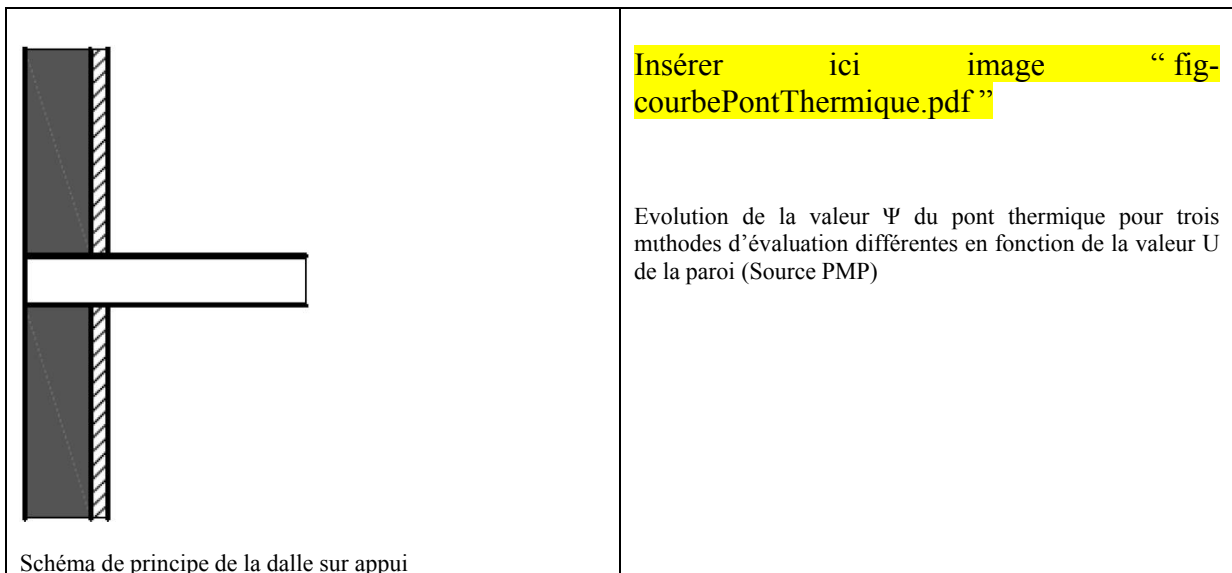 Insérer ici image “ fig-
courbePontThermique.pdf ”
Evolution de la valeur Ψ du pont thermique pour trois
mthodes d’évaluation différentes en fonction de la valeur U
de la paroi (Source PMP)
Schéma de principe de la dalle sur appui